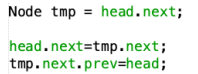 Node tmp = head.next;
head.next=tmp.next;
tmp.next.prev=head;